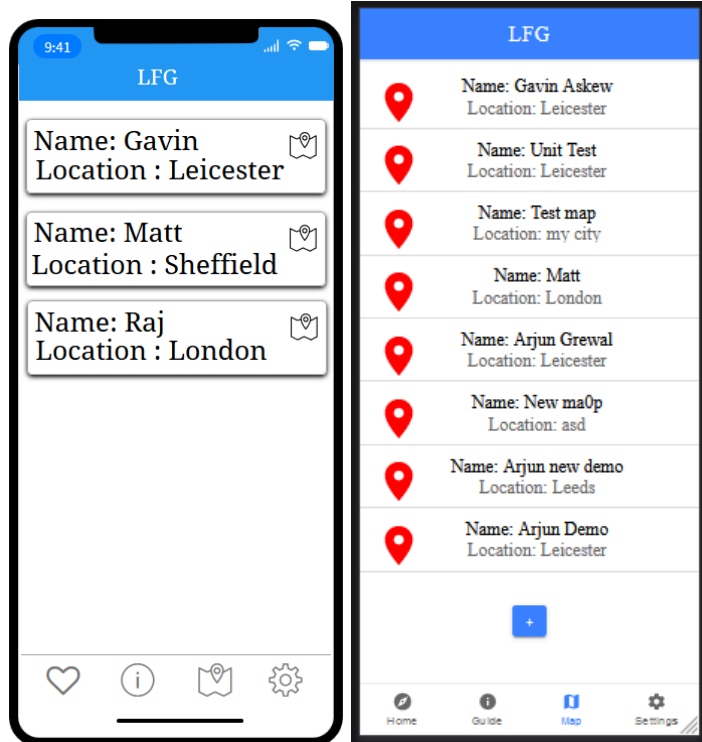 9:41
LFG
Name: Gavin
Location : Leicester
Name: Matt
Location : Sheffield
Name: Raj
Location : London
LFG
Name: Gavin Askew
Location: Leicester
Name: Unit Test
Location: Leicester
Name: Test map
Location: my city
Name: Matt
Location: London
Name: Arjun Grewal
Location: Leicester
Name: New ma0p
Location: asd
Name: Arjun new demo
Location: Leeds
Name: Arjun Demo
Location: Leicester
+
Home Guide Map Settings